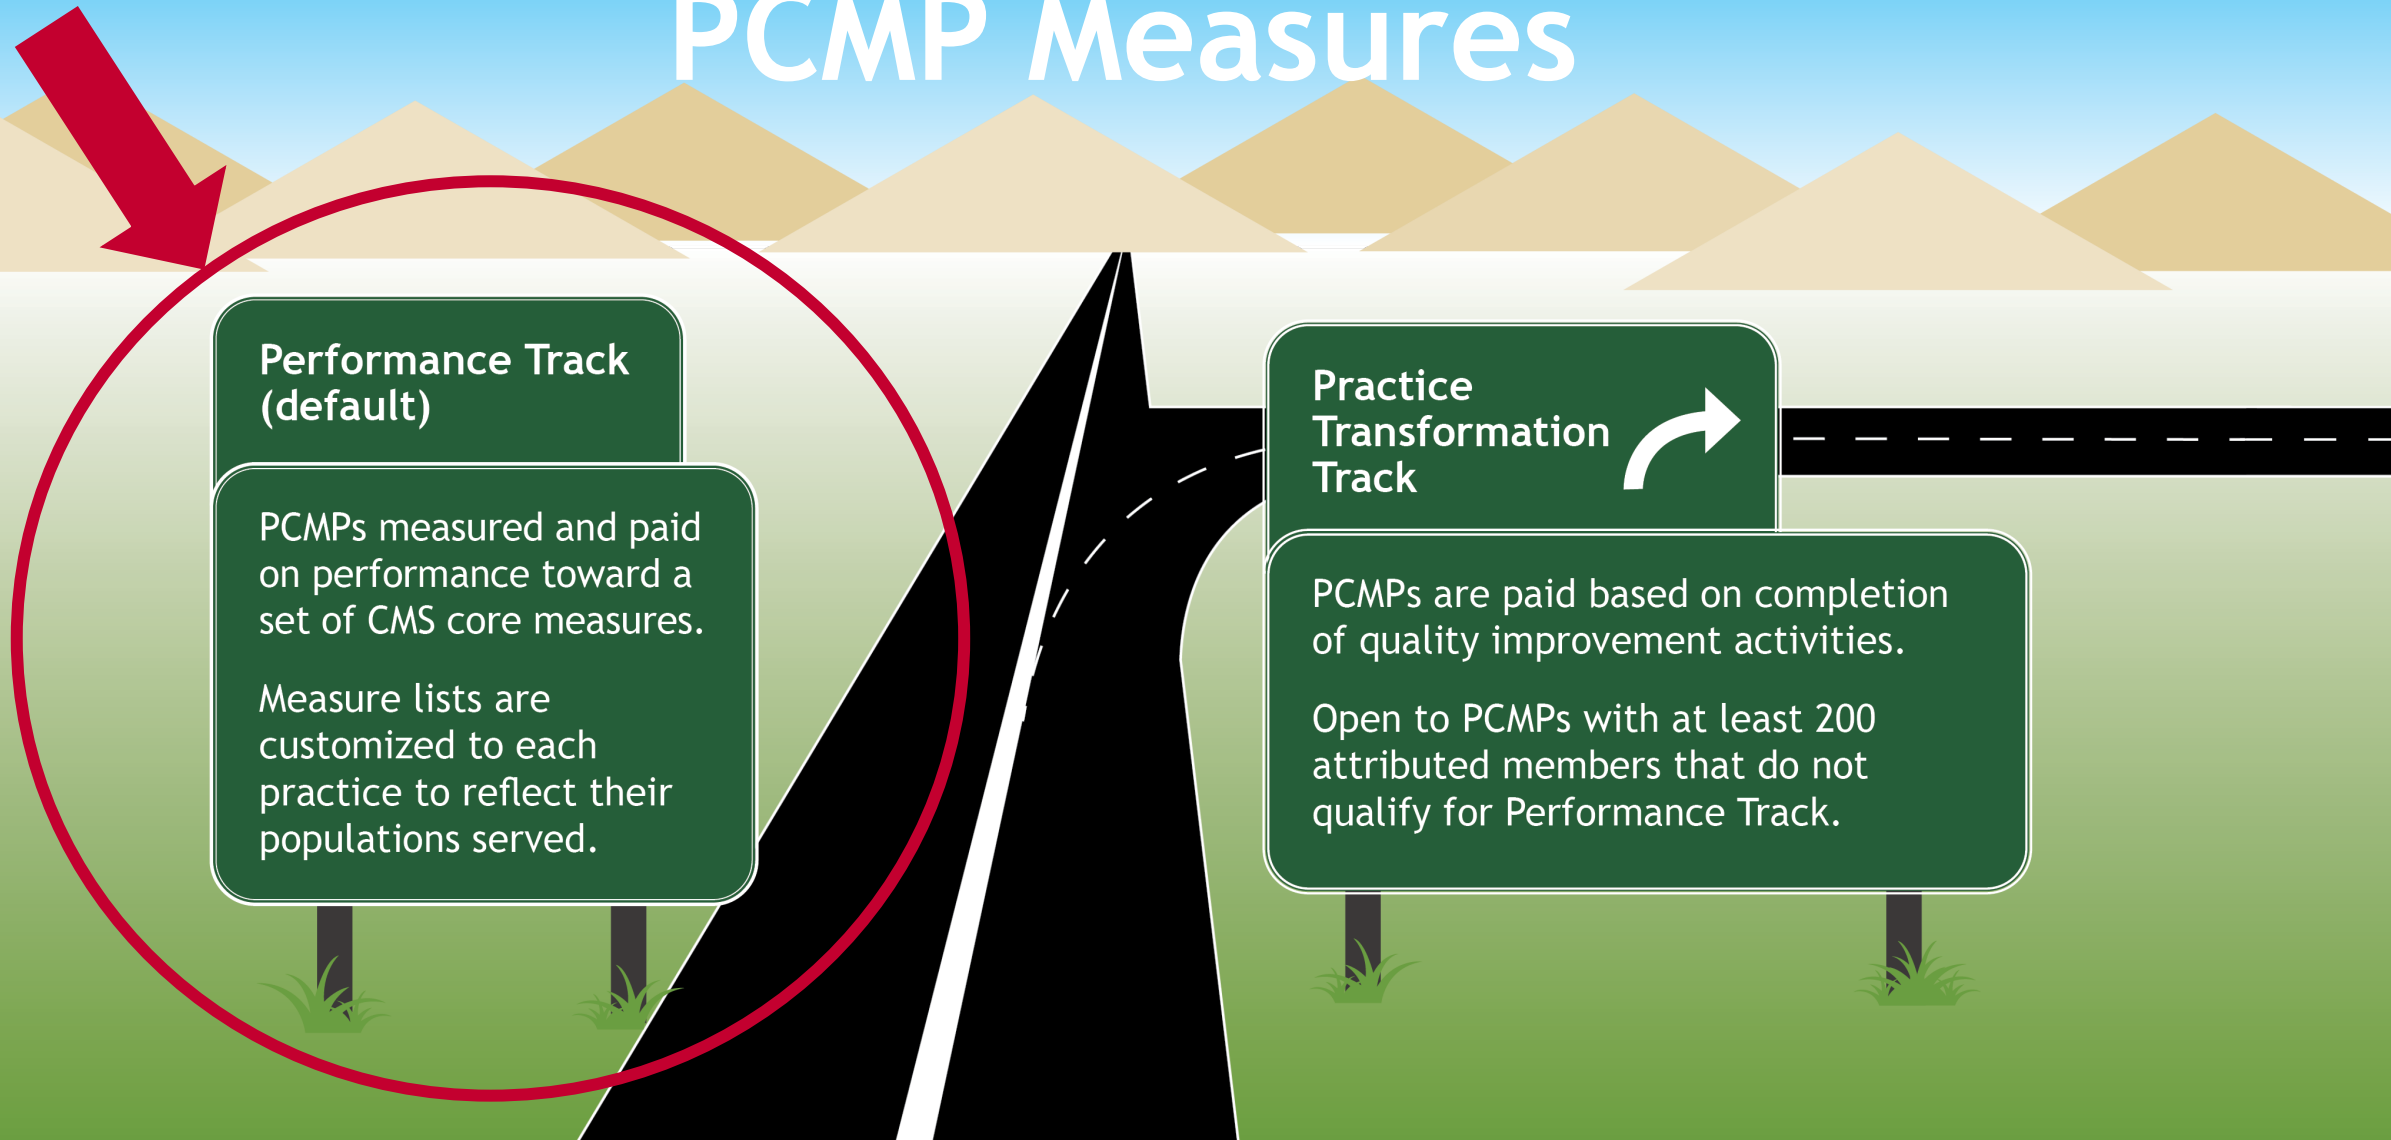 PCMP Measures
Performance Track
(default)
PCMPs measured and paid
on performance toward a
set of CMS core measures.
Measure lists are
customized to each
practice to reflect their
populations served.
Practice
Transformation
Track
PCMPs are paid based on completion
of quality improvement activities.
Open to PCMPs with at least 200
attributed members that do not
qualify for Performance Track.